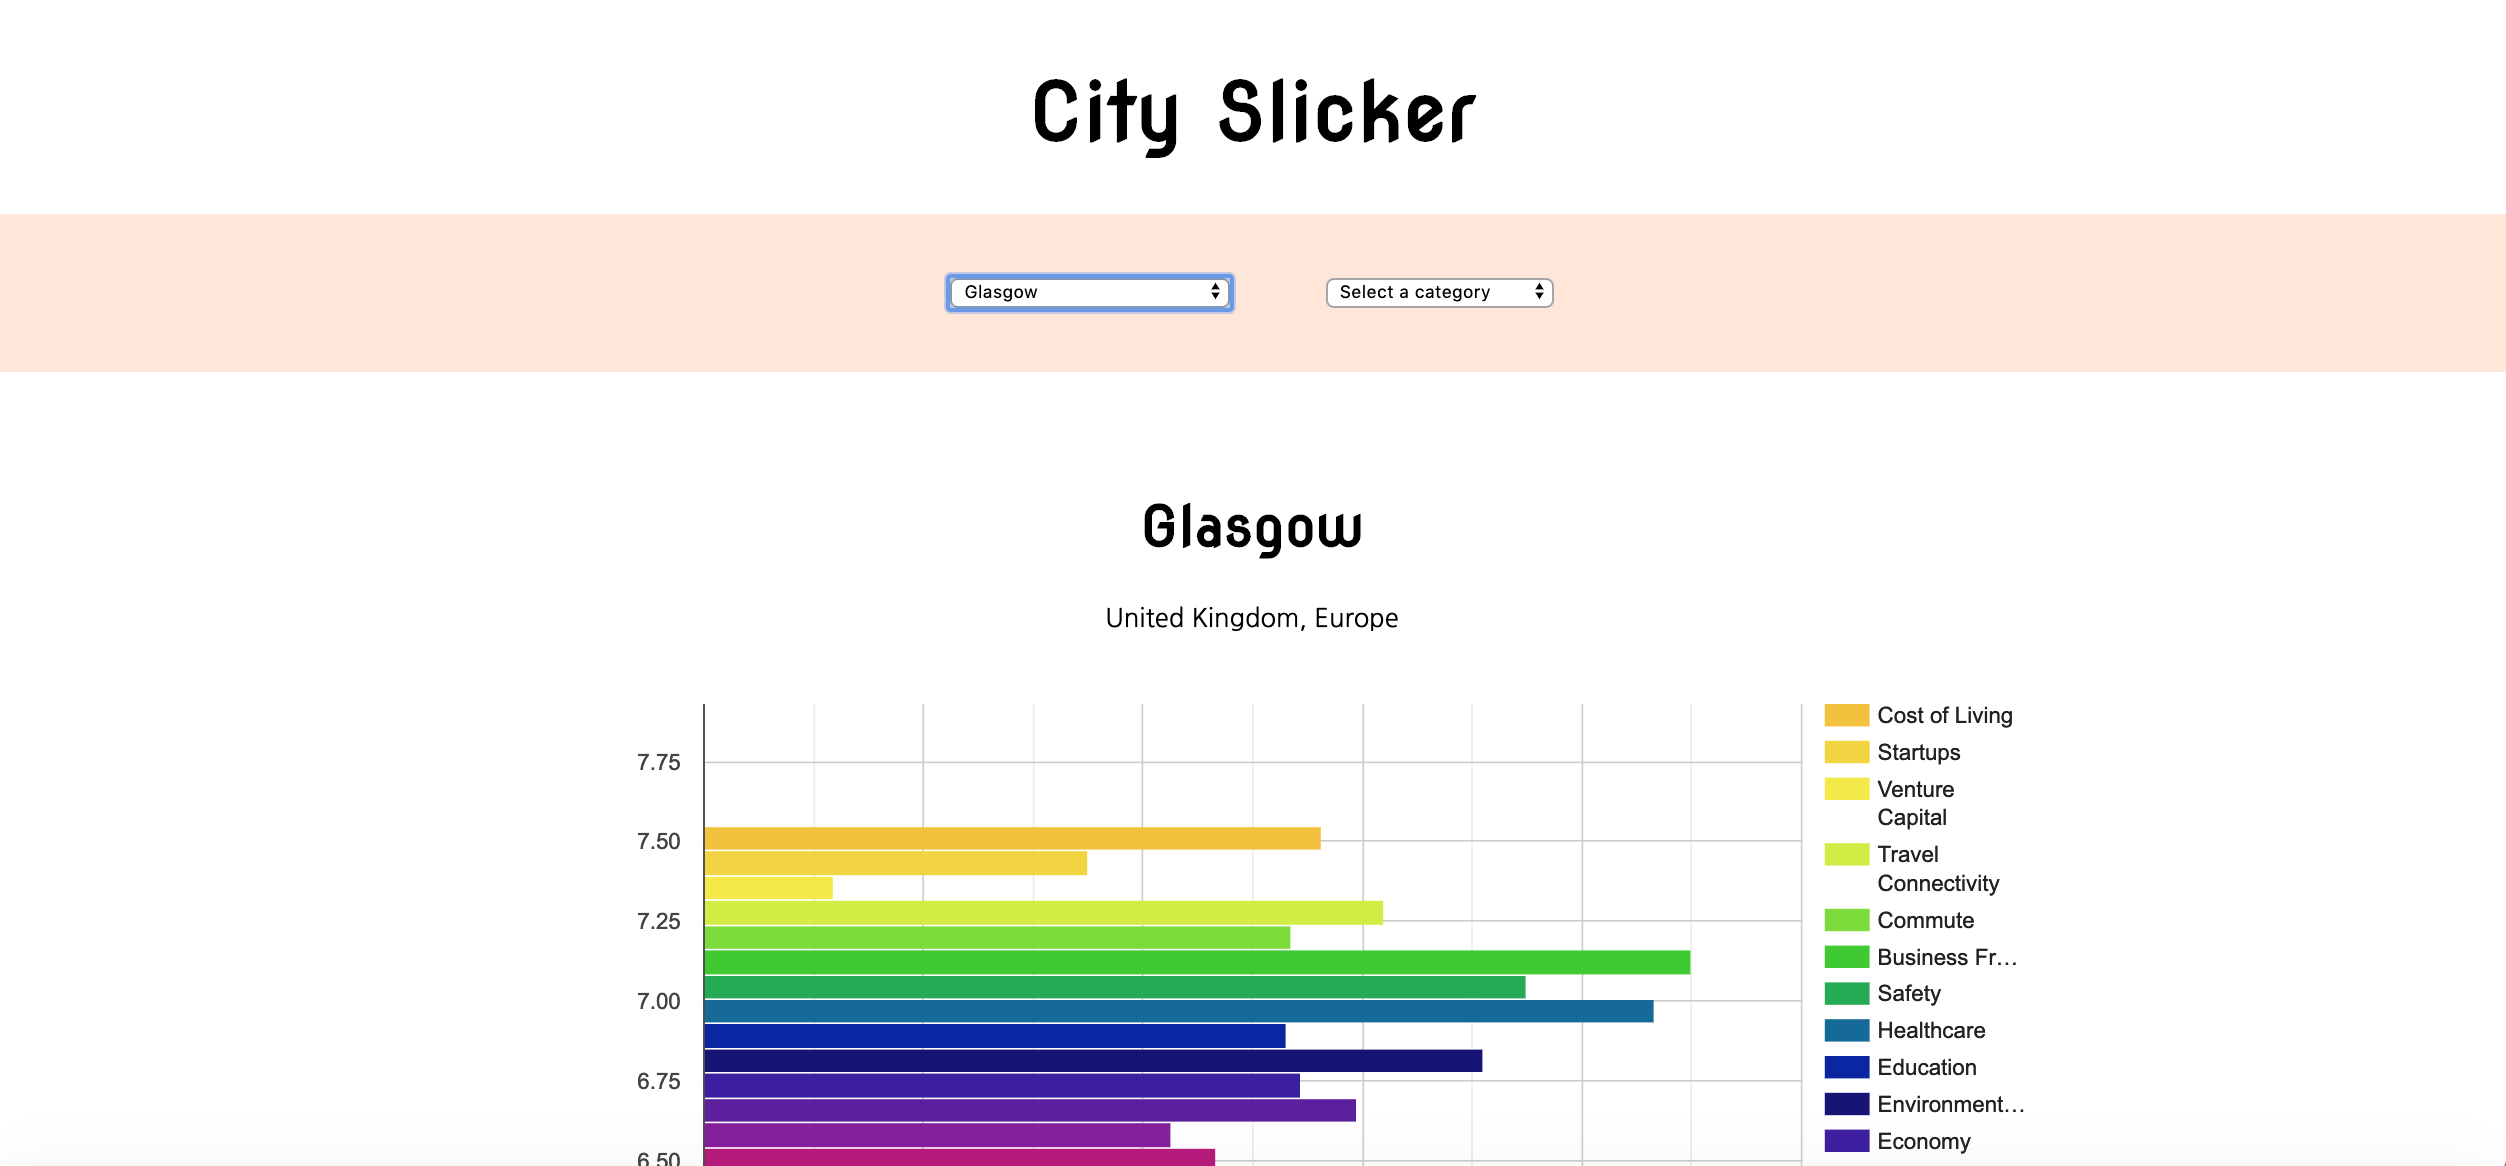 City Slicker
Glasgow
Select a category
Glasgow
United Kingdom, Europe
7.75
7.50
7.25
7.00
6.75
6.50
Cost of Living
Startups
Venture
Capital
Travel
Connectivity
Commute
Business Fr...
Safety
Healthcare
Education
Environment...
Economy